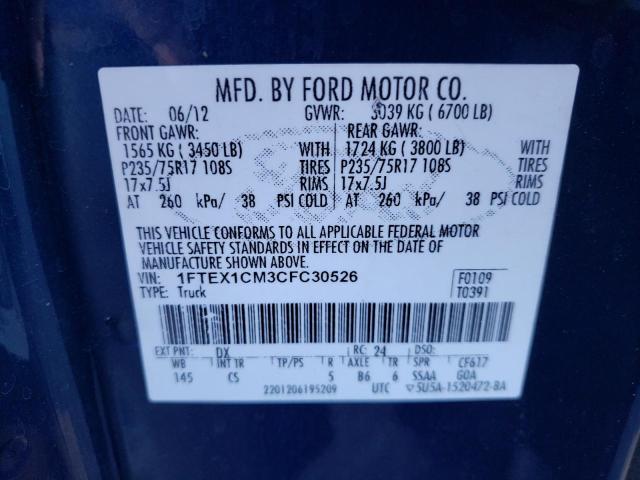 MFD. BY FORD MOTOR CO.
DATE: 06/12 GVWR: 3039 KG ( 6700 LB)
FRONT GAWR: REAR GAWR:
1565 KG ( 3450 LB) WITH 1724 KG ( 3800 LB) WITH
P235/75R17 108S TIRES P235/75R17 108S TIRES
17x7.5J RIMS 17x7.5J RIMS
AT 260 kPa/ 38 PSI COLD AT 260 kPa/ 38 PSI COLD
THIS VEHICLE CONFORMS TO ALL APPLICABLE FEDERAL MOTOR
VEHICLE SAFETY STANDARDS IN EFFECT ON THE DATE OF
MANUFACTURE SHOWN ABOVE.
VIN: 1FTEX1CM3CFC30526 F0109
TYPE: Truck T0391
EXT PNT: DX RC: 24 DSO:
WB INT TR TP/PS R AXLE TR SPR CF617
145 CS 5 B6 6 SSAA GOA
2201206195209 UTC ▽5U5A-1520472-BA